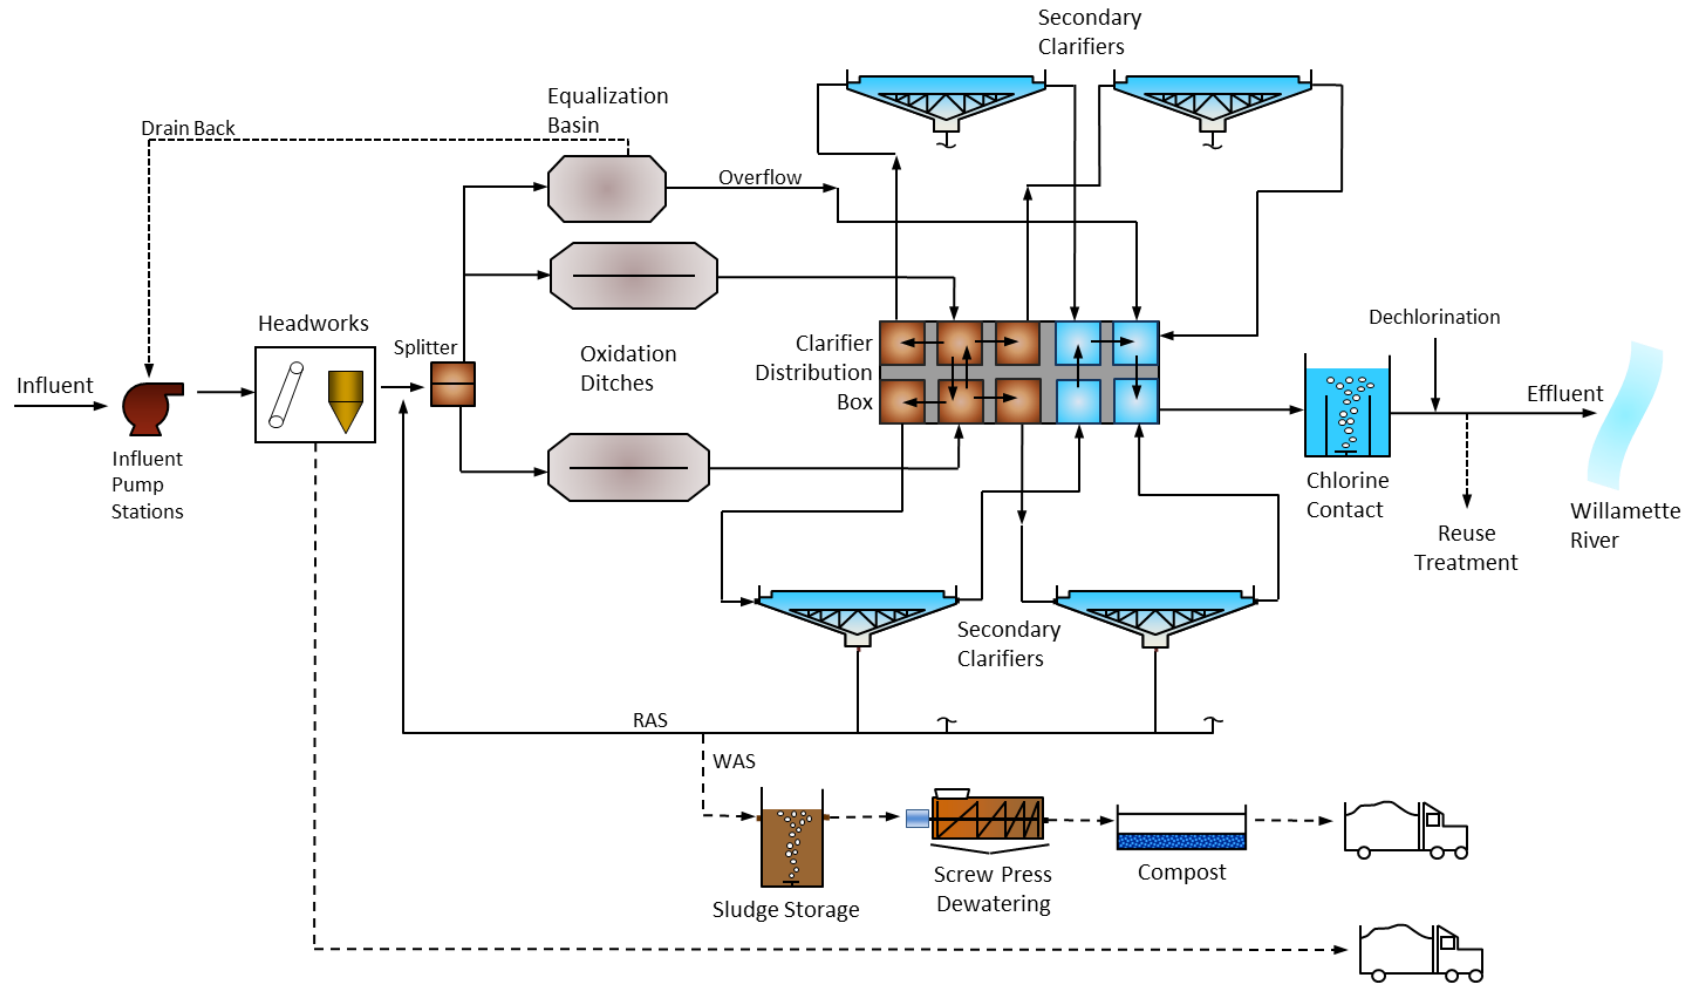 Secondary
Clarifiers
Equalization
Basin
Drain Back
Overflow
Headworks
Splitter
Influent
Influent
Pump
Stations
Oxidation
Ditches
Clarifier
Distribution
Box
Dechlorination
Effluent
Chlorine
Contact
Reuse
Treatment
Willamette
River
Secondary
Clarifiers
RAS
WAS
Sludge Storage
Screw Press
Dewatering
Compost